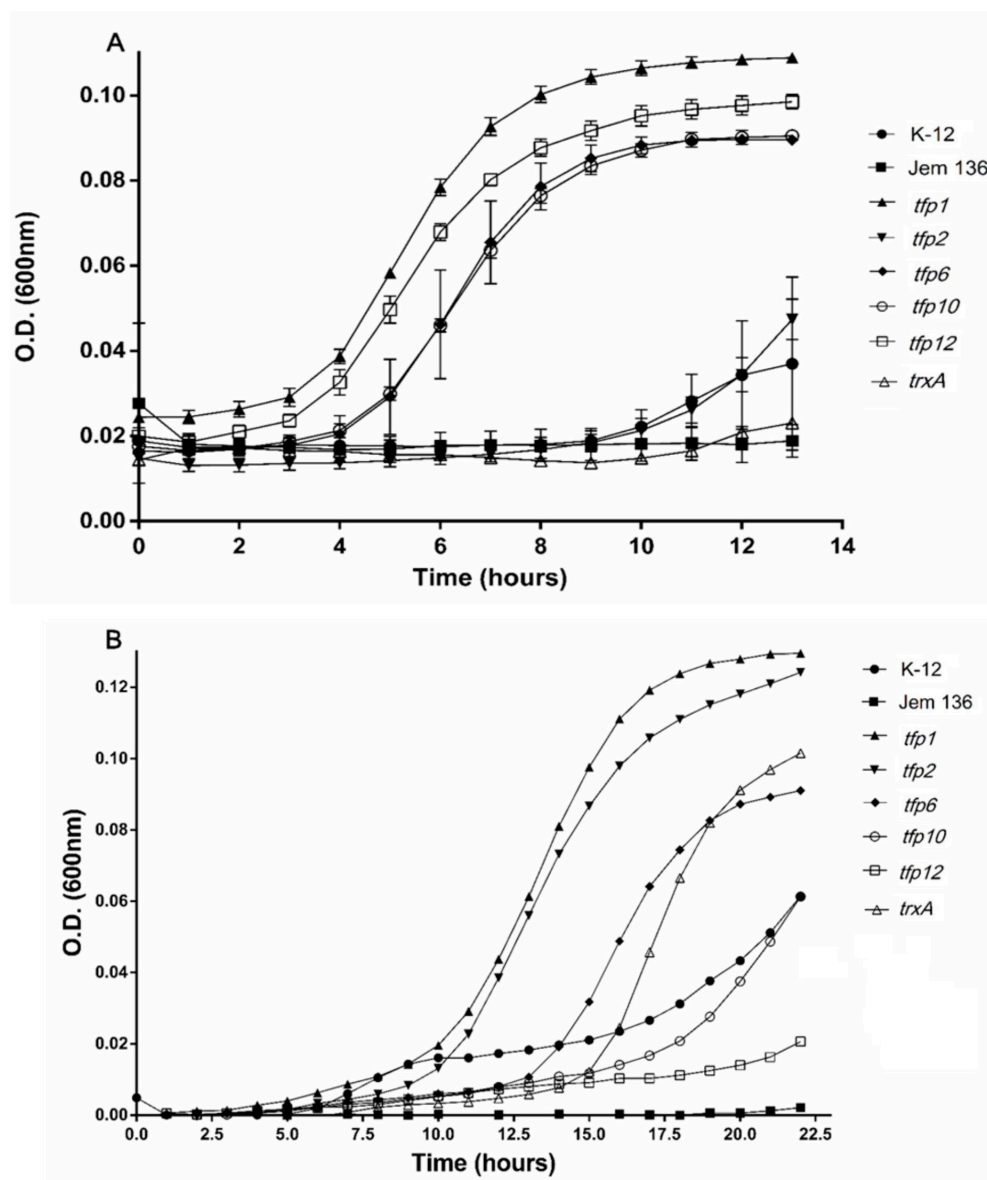 A
O.D. (600nm)
0.10
0.08
0.06
0.04
0.02
0.00
0 2 4 6 8 10 12 14
Time (hours)
K-12
Jem 136
tfp1
tfp2
tfp6
tfp10
tfp12
trxA
B
O.D. (600nm)
0.12
0.10
0.08
0.06
0.04
0.02
0.00
0.0 2.5 5.0 7.5 10.0 12.5 15.0 17.5 20.0 22.5
Time (hours)
K-12
Jem 136
tfp1
tfp2
tfp6
tfp10
tfp12
trxA